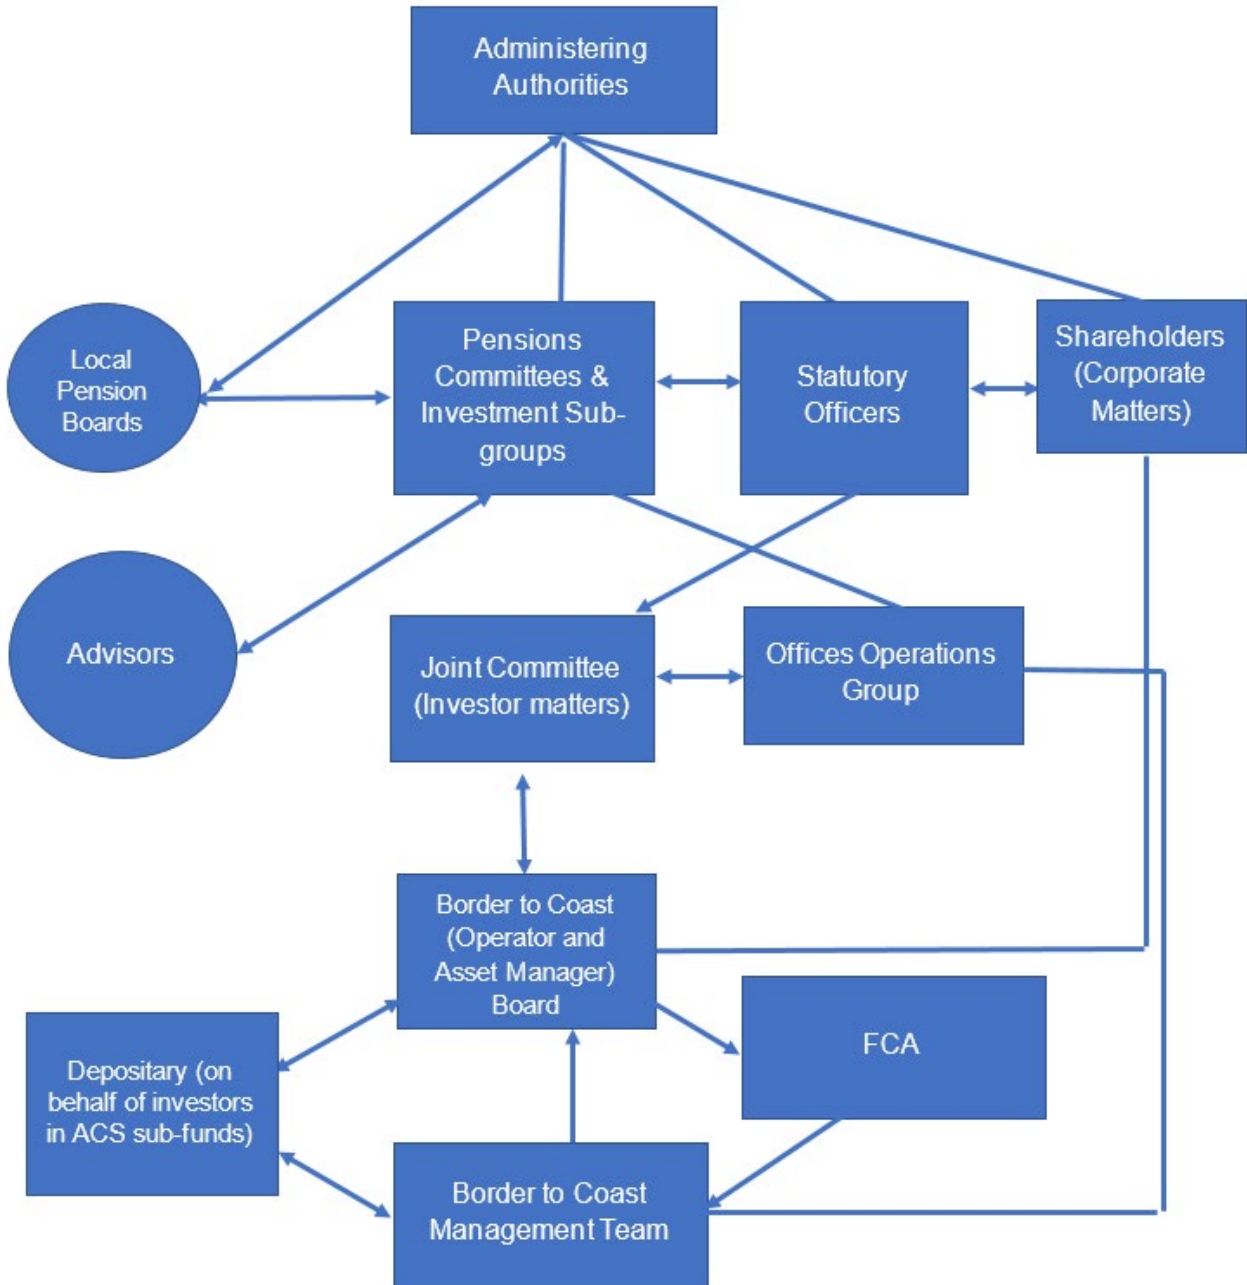 Administering
Authorities
Local
Pension
Boards
Pensions
Committees &
Investment Sub-
groups
Statutory
Officers
Shareholders
(Corporate
Matters)
Advisors
Joint Committee
(Investor matters)
Offices Operations
Group
Border to Coast
(Operator and
Asset Manager)
Board
FCA
Depositary (on
behalf of investors
in ACS sub-funds)
Border to Coast
Management Team